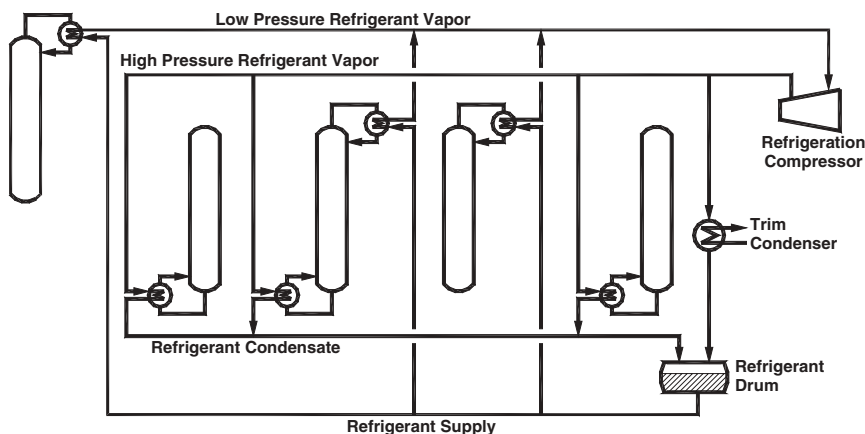 Low Pressure Refrigerant Vapor
High Pressure Refrigerant Vapor
Refrigeration
Compressor
Trim
Condenser
Refrigerant Condensate
Refrigerant
Drum
Refrigerant Supply